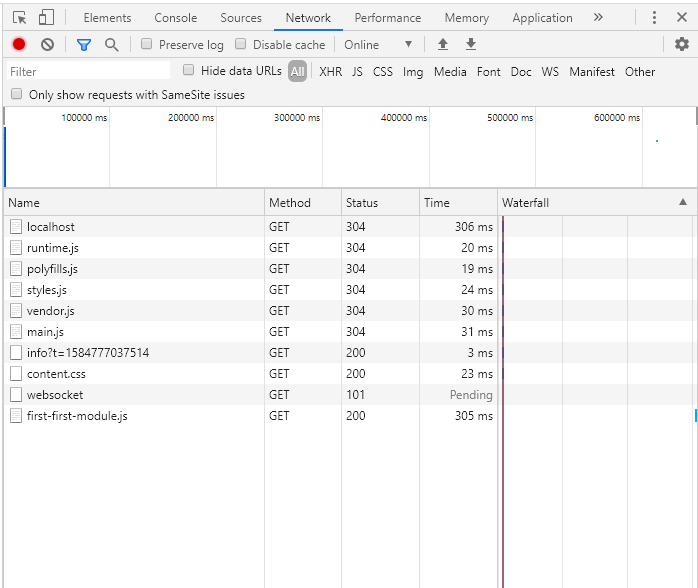 Elements Console Sources Network Performance Memory Application »
Preserve log Disable cache Online ▼
Filter Hide data URLs All XHR JS CSS Img Media Font Doc WS Manifest Other
Only show requests with SameSite issues
100000 ms 200000 ms 300000 ms 400000 ms 500000 ms 600000 ms
Name Method Status Time Waterfall ▲
localhost GET 304 306 ms
runtime.js GET 304 20 ms
polyfills.js GET 304 19 ms
styles.js GET 304 24 ms
vendor.js GET 304 30 ms
main.js GET 304 31 ms
info?t=1584777037514 GET 200 3 ms
content.css GET 200 23 ms
websocket GET 101 Pending
first-first-module.js GET 200 305 ms